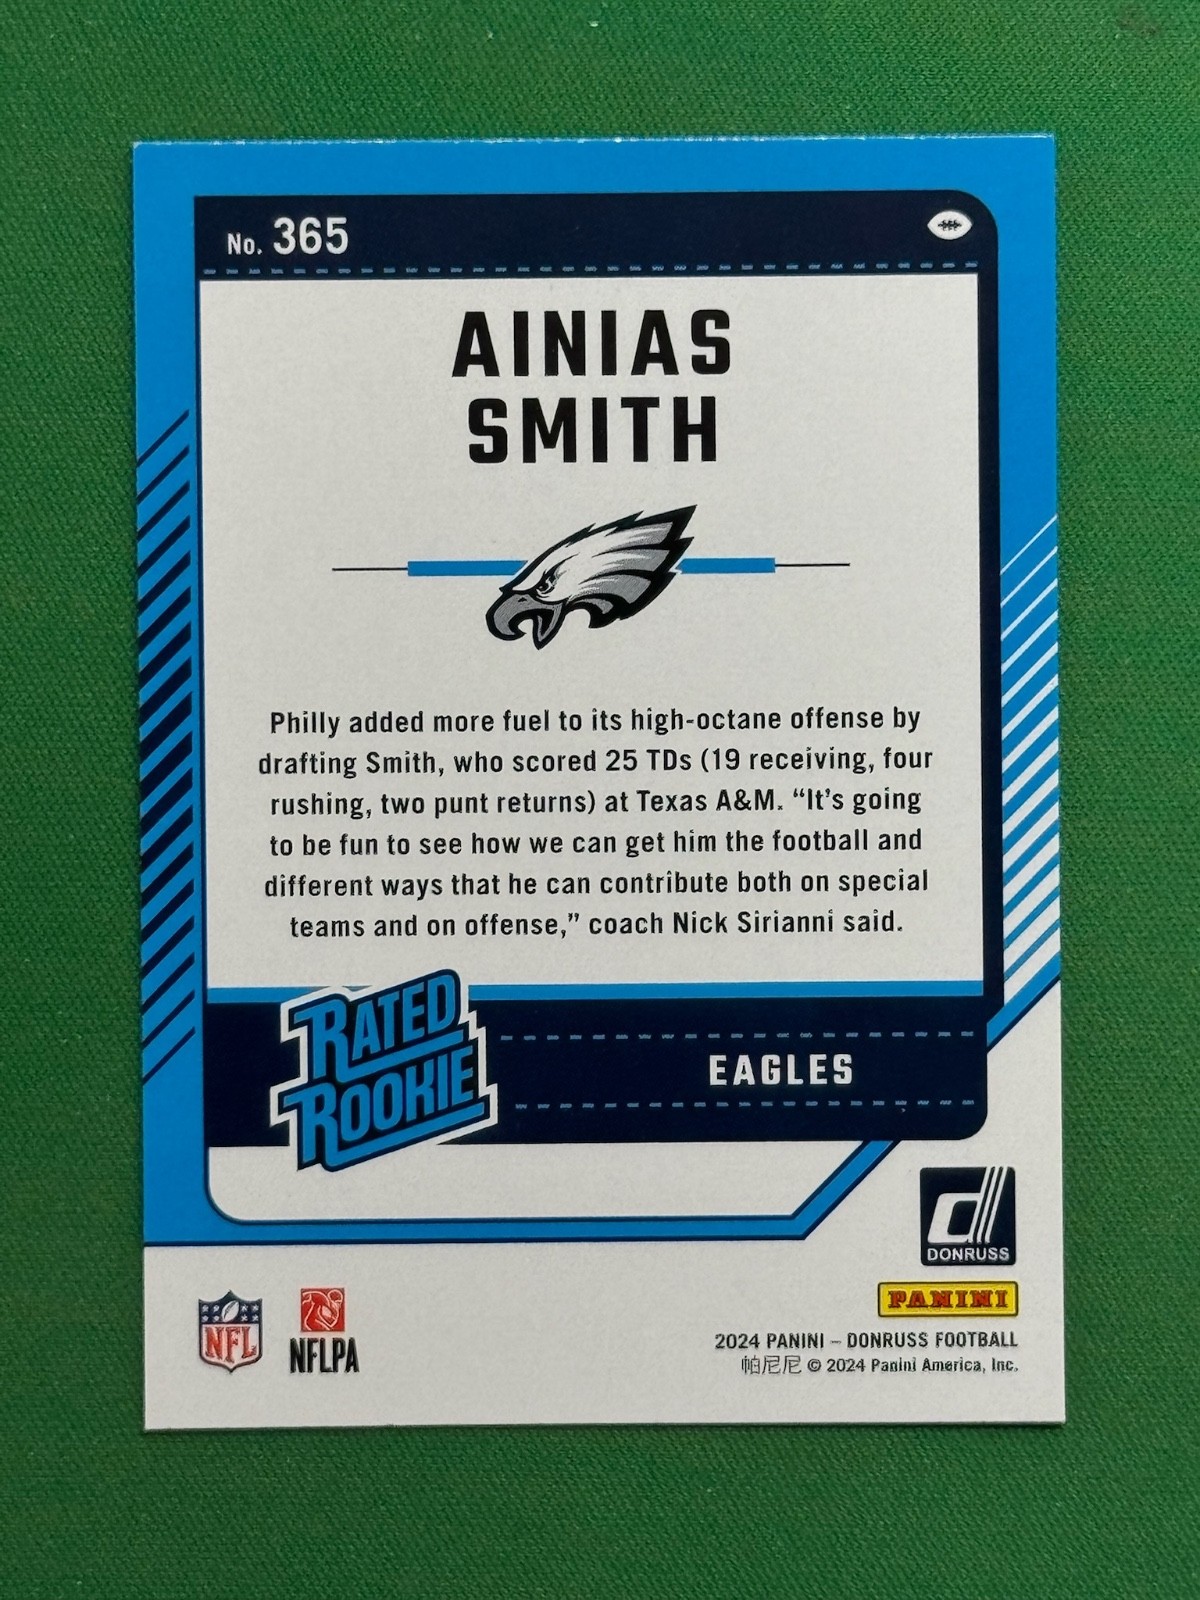 No. 365
AINIAS
SMITH
Philly added more fuel to its high-octane offense by
drafting Smith, who scored 25 TDs (19 receiving, four
rushing, two punt returns) at Texas A&M. “It’s going
to be fun to see how we can get him the football and
different ways that he can contribute both on special
teams and on offense,” coach Nick Sirianni said.
RATED
ROOKIE
EAGLES
d
DONRUSS
PANINI
NFL
NFLPA
2024 PANINI – DONRUSS FOOTBALL
帕尼尼 © 2024 Panini America, Inc.